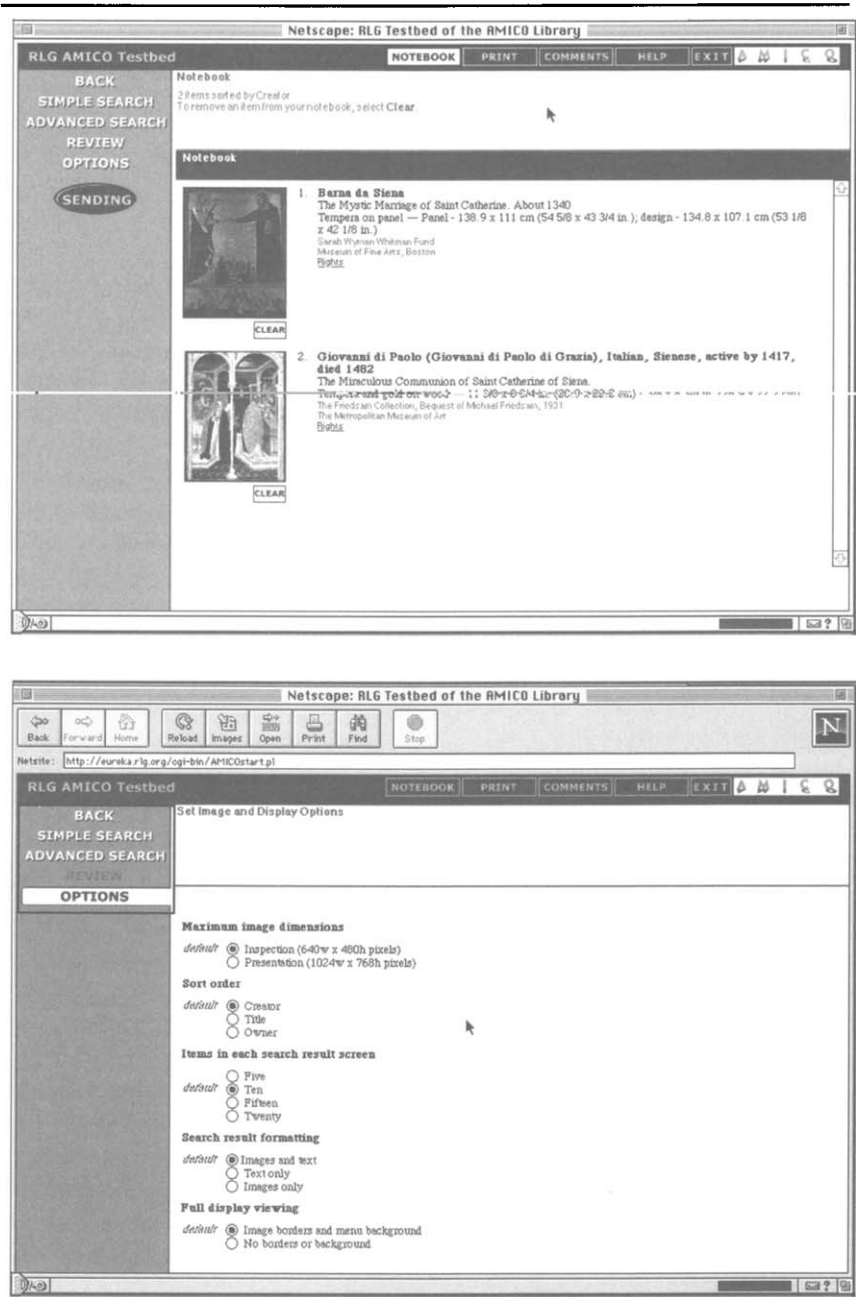 Netscape: RLG Testbed of the AMICO Library
RLG AMICO Testbed
NOTEBOOK PRINT COMMENTS HELP EXIT
BACK
SIMPLE SEARCH
ADVANCED SEARCH
REVIEW
OPTIONS
SENDING
Notebook
2 items sorted by Creator
To remove an item from your notebook, select Clear.
Notebook
1. Barna da Siena
The Mystic Marriage of Saint Catherine. About 1340
Tempera on panel — Panel - 138.9 x 111 cm (54 5/8 x 43 3/4 in.); design - 134.8 x 107.1 cm (53 1/8
x 42 1/8 in.)
Sarah Wyman Whitman Fund
Museum of Fine Arts, Boston
Rights
CLEAR
2. Giovanni di Paolo (Giovanni di Paolo di Grazia), Italian, Sienese, active by 1417,
died 1482
The Miraculous Communion of Saint Catherine of Siena.
Tempera and gold on wood —
The Friedsam Collection, Bequest of Michael Friedsam, 1931
The Metropolitan Museum of Art
Rights
CLEAR
Netscape: RLG Testbed of the AMICO Library
Back Forward Home Reload Images Open Print Find Stop
N
Netsite: http://eureka.rlg.org/cgi-bin/AMICOstart.pl
RLG AMICO Testbed
NOTEBOOK PRINT COMMENTS HELP EXIT
BACK
SIMPLE SEARCH
ADVANCED SEARCH
REVIEW
OPTIONS
Set Image and Display Options
Maximum image dimensions
default Inspection (640w x 480h pixels)
Presentation (1024w x 768h pixels)
Sort order
default Creator
Title
Owner
Items in each search result screen
Five
default Ten
Fifteen
Twenty
Search result formatting
default Images and text
Text only
Images only
Full display viewing
default Image borders and menu background
No borders or background